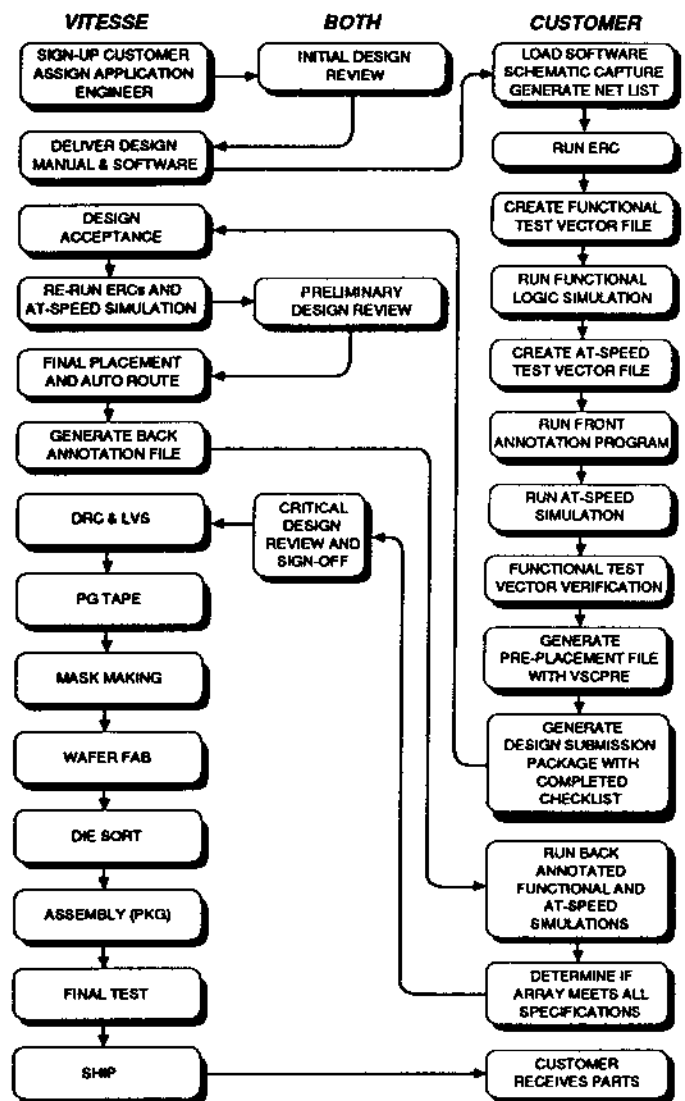 VITESSE
BOTH
CUSTOMER
SIGN-UP CUSTOMER
ASSIGN APPLICATION
ENGINEER
INITIAL DESIGN
REVIEW
LOAD SOFTWARE
SCHEMATIC CAPTURE
GENERATE NET LIST
DELIVER DESIGN
MANUAL & SOFTWARE
RUN ERC
CREATE FUNCTIONAL
TEST VECTOR FILE
RUN FUNCTIONAL
LOGIC SIMULATION
CREATE AT-SPEED
TEST VECTOR FILE
RUN FRONT
ANNOTATION PROGRAM
RUN AT-SPEED
SIMULATION
FUNCTIONAL TEST
VECTOR VERIFICATION
GENERATE
PRE-PLACEMENT FILE
WITH VSCPRE
GENERATE
DESIGN SUBMISSION
PACKAGE WITH
COMPLETED
CHECKLIST
DESIGN
ACCEPTANCE
RE-RUN ERCs AND
AT-SPEED SIMULATION
PRELIMINARY
DESIGN REVIEW
FINAL PLACEMENT
AND AUTO ROUTE
GENERATE BACK
ANNOTATION FILE
RUN BACK
ANNOTATED
FUNCTIONAL AND
AT-SPEED
SIMULATIONS
DETERMINE IF
ARRAY MEETS ALL
SPECIFICATIONS
CRITICAL
DESIGN
REVIEW AND
SIGN-OFF
DRC & LVS
PG TAPE
MASK MAKING
WAFER FAB
DIE SORT
ASSEMBLY (PKG)
FINAL TEST
SHIP
CUSTOMER
RECEIVES PARTS